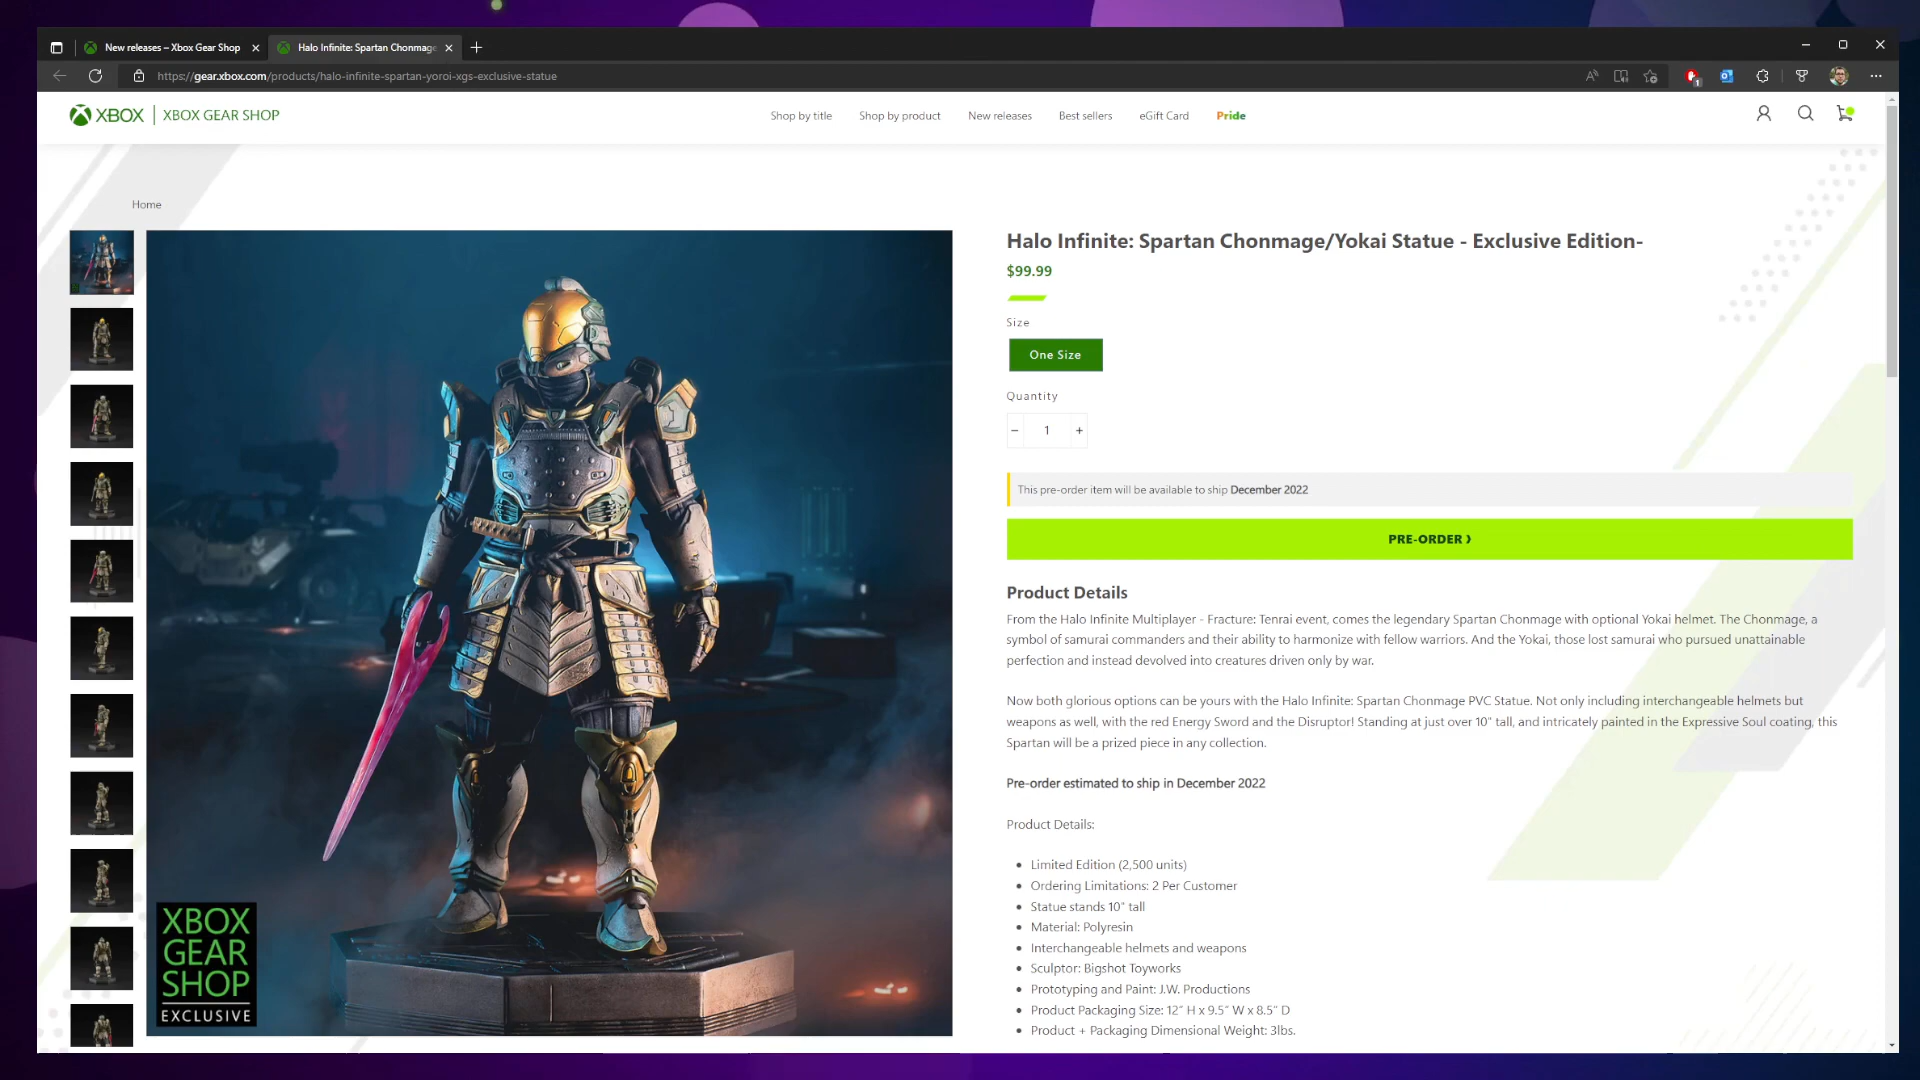 New releases – Xbox Gear Shop
Halo Infinite: Spartan Chonmage
https://gear.xbox.com/products/halo-infinite-spartan-yoroi-xgs-exclusive-statue
1
XBOX | XBOX GEAR SHOP
Shop by title
Shop by product
New releases
Best sellers
eGift Card
Pride
Home
XBOX
GEAR
SHOP
EXCLUSIVE
Halo Infinite: Spartan Chonmage/Yokai Statue - Exclusive Edition-
$99.99
Size
One Size
Quantity
− 1 +
This pre-order item will be available to ship December 2022
PRE-ORDER ❯
Product Details
From the Halo Infinite Multiplayer - Fracture: Tenrai event, comes the legendary Spartan Chonmage with optional Yokai helmet. The Chonmage, a
symbol of samurai commanders and their ability to harmonize with fellow warriors. And the Yokai, those lost samurai who pursued unattainable
perfection and instead devolved into creatures driven only by war.
Now both glorious options can be yours with the Halo Infinite: Spartan Chonmage PVC Statue. Not only including interchangeable helmets but
weapons as well, with the red Energy Sword and the Disruptor! Standing at just over 10" tall, and intricately painted in the Expressive Soul coating, this
Spartan will be a prized piece in any collection.
Pre-order estimated to ship in December 2022
Product Details:
• Limited Edition (2,500 units)
• Ordering Limitations: 2 Per Customer
• Statue stands 10" tall
• Material: Polyresin
• Interchangeable helmets and weapons
• Sculptor: Bigshot Toyworks
• Prototyping and Paint: J.W. Productions
• Product Packaging Size: 12″ H x 9.5″ W x 8.5″ D
• Product + Packaging Dimensional Weight: 3lbs.